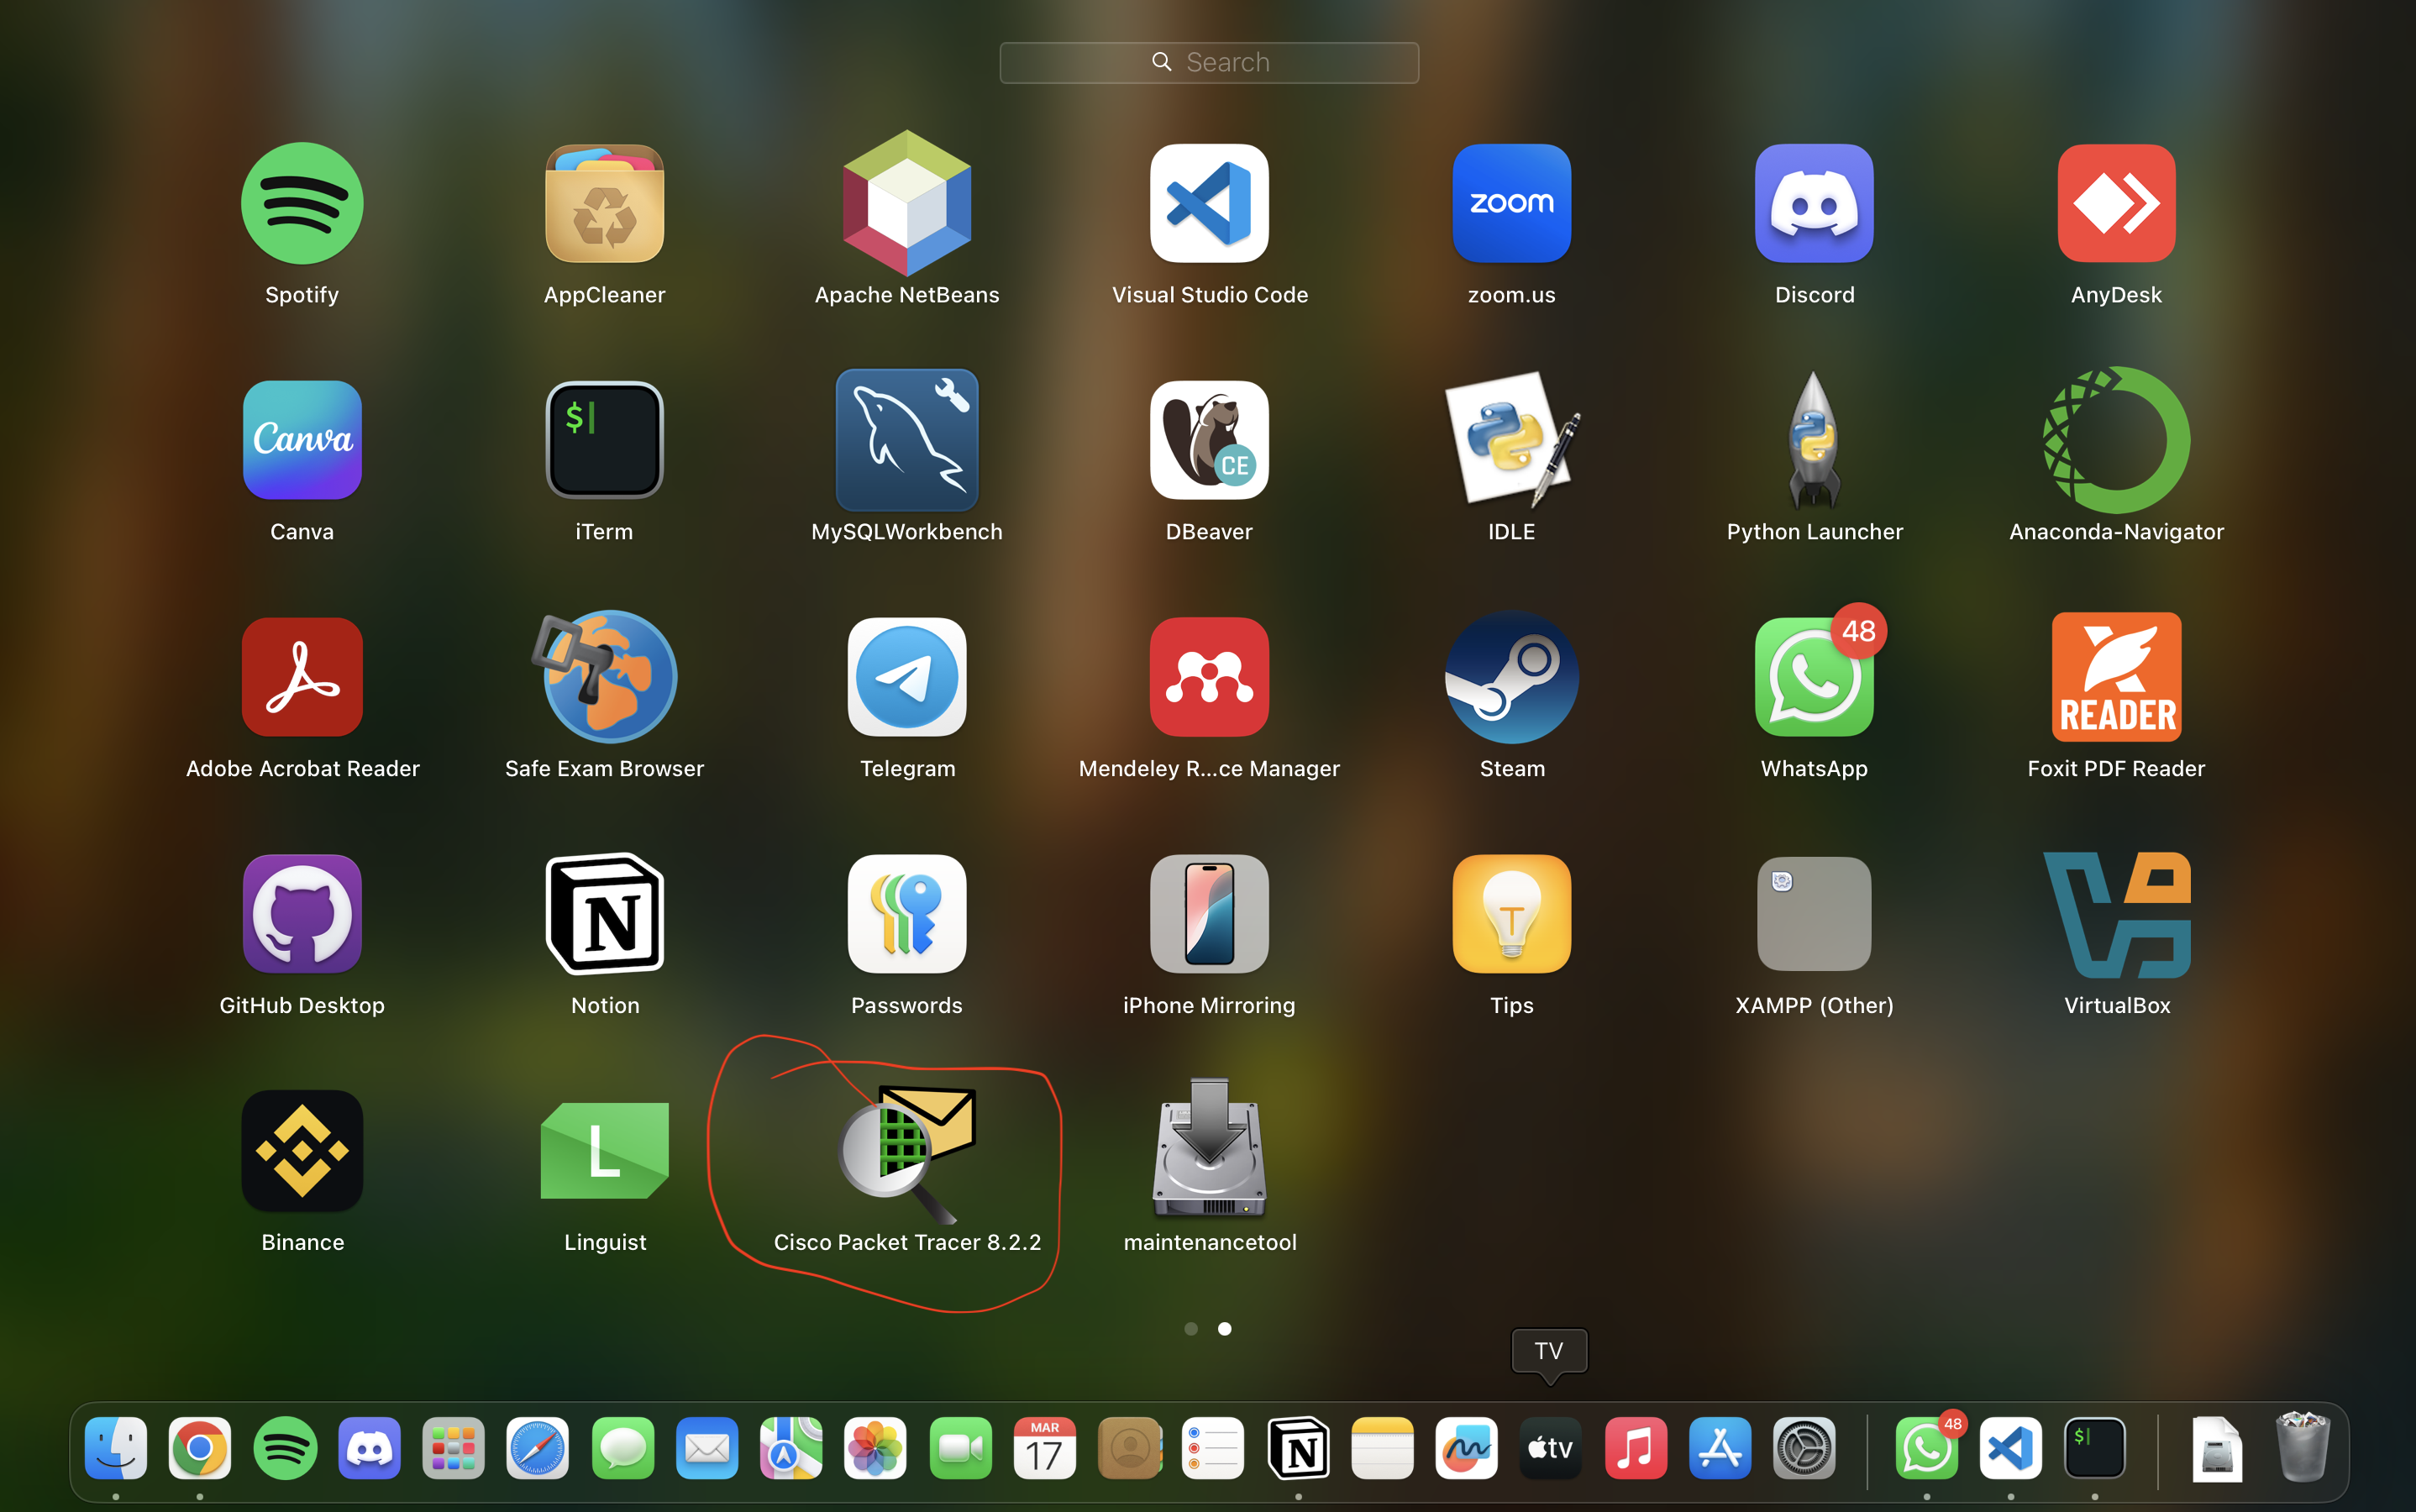 Search
zoom
Spotify
AppCleaner
Apache NetBeans
Visual Studio Code
zoom.us
Discord
AnyDesk
Canva
$
CE
Canva
iTerm
MySQLWorkbench
DBeaver
IDLE
Python Launcher
Anaconda-Navigator
48
READER
Adobe Acrobat Reader
Safe Exam Browser
Telegram
Mendeley R...ce Manager
Steam
WhatsApp
Foxit PDF Reader
N
T
GitHub Desktop
Notion
Passwords
iPhone Mirroring
Tips
XAMPP (Other)
VirtualBox
L
Binance
Linguist
Cisco Packet Tracer 8.2.2
maintenancetool
TV
MAR
17
N
tv
48
$